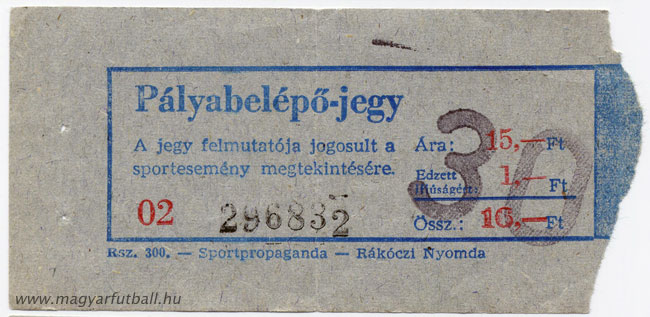 Pályabelépő-jegy
A jegy felmutatója jogosult a
sportesemény megtekintésére.
Ára: 15,— Ft
Edzett
Ifjúságért: 1,— Ft
Össz.: 16,— Ft
30
02 296832
Rsz. 300. — Sportpropaganda — Rákóczi Nyomda
www.magyarfutball.hu